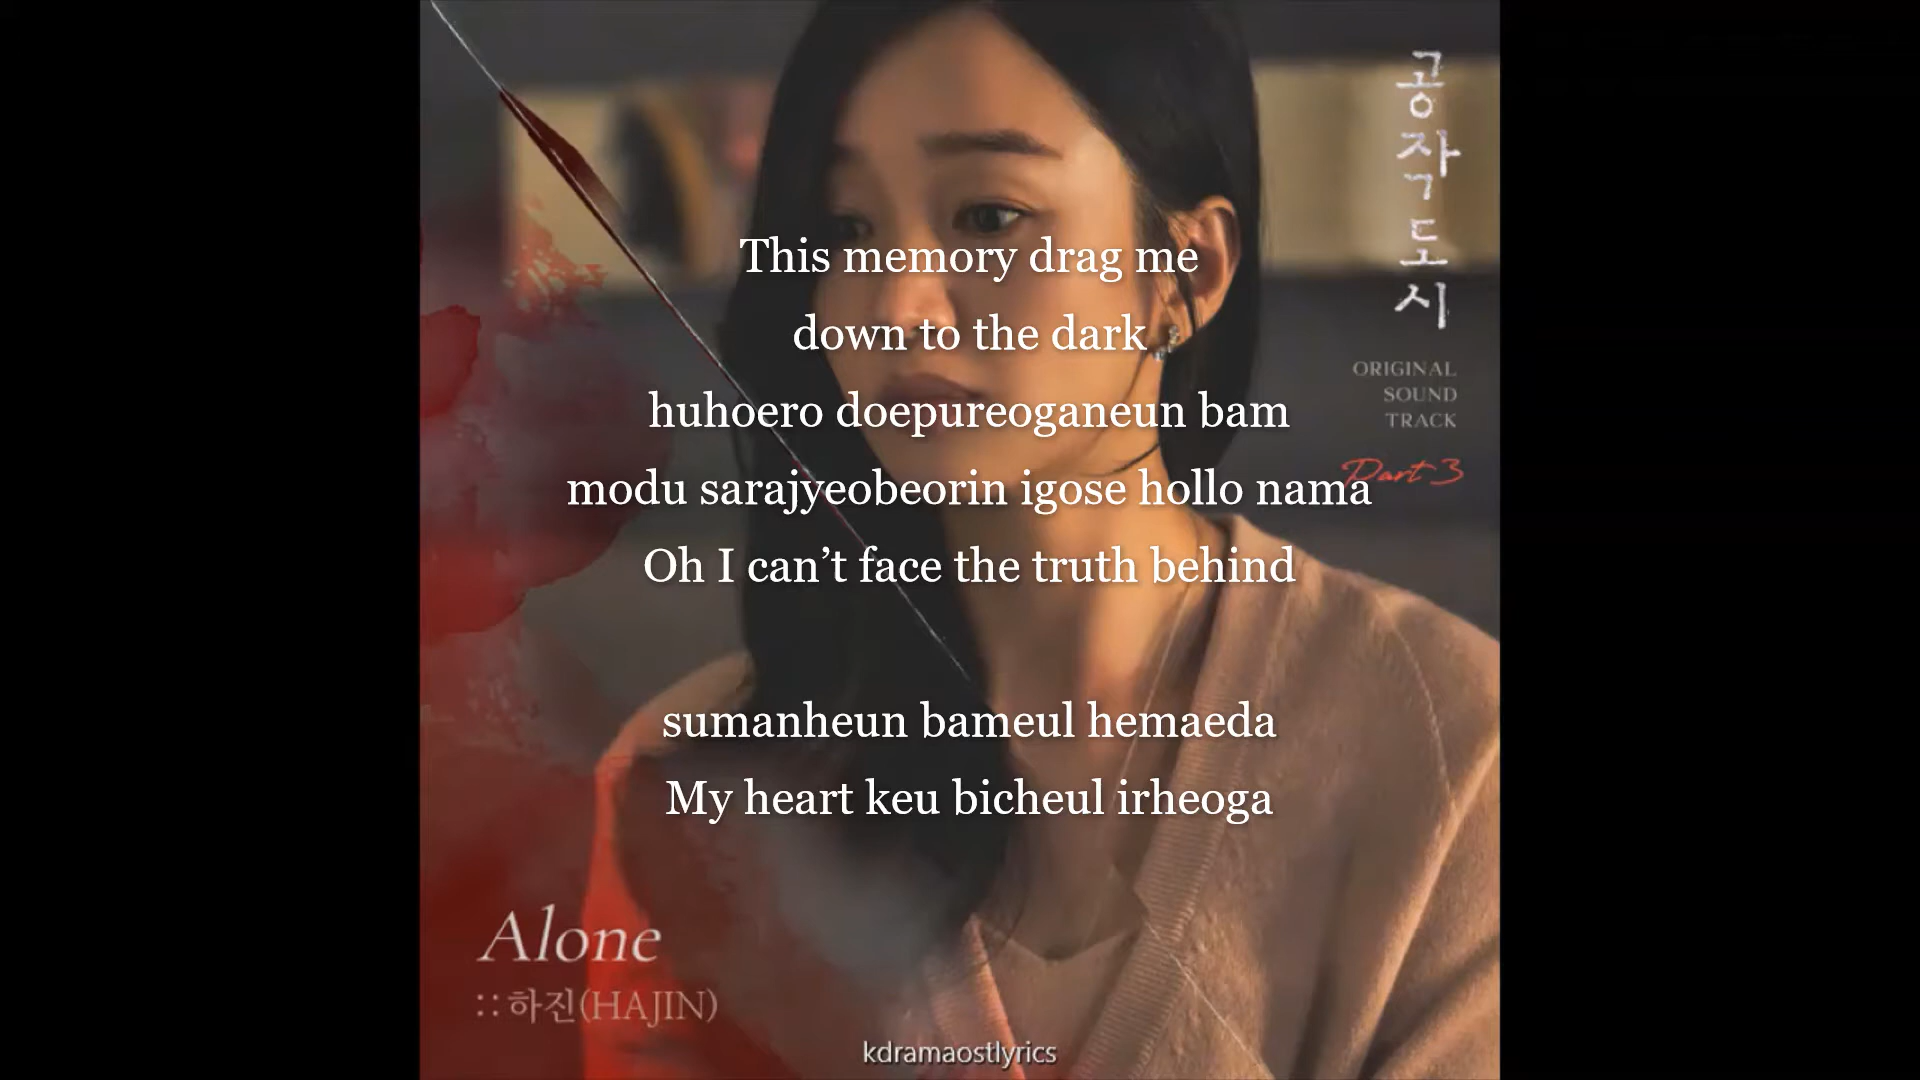 공작도시
ORIGINAL
SOUND
TRACK
Part 3
This memory drag me
down to the dark
huhoero doepureoganeun bam
modu sarajyeobeorin igose hollo nama
Oh I can’t face the truth behind
sumanheun bameul hemaeda
My heart keu bicheul irheoga
Alone
::하진(HAJIN)
kdramaostlyrics